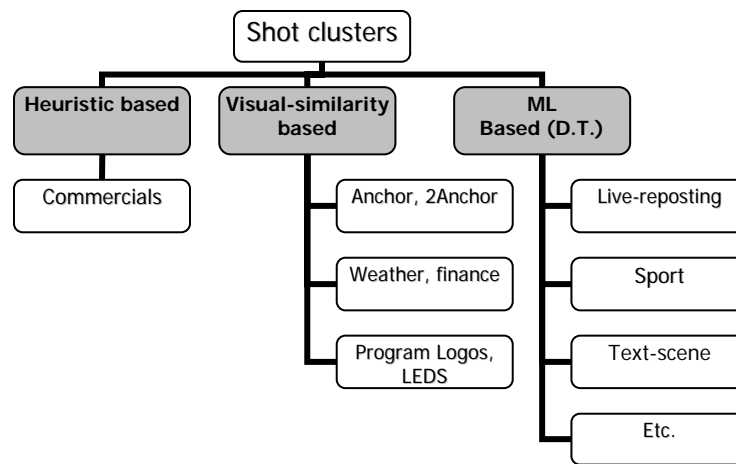 Shot clusters
Heuristic based
Visual-similarity
based
ML
Based (D.T.)
Commercials
Anchor, 2Anchor
Weather, finance
Program Logos,
LEDS
Live-reposting
Sport
Text-scene
Etc.